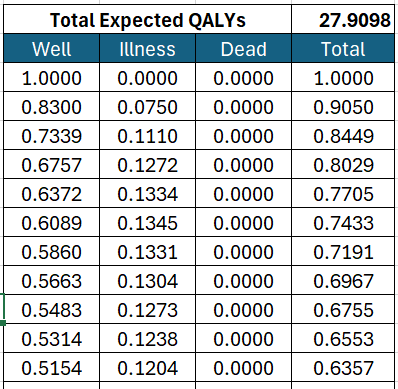 Total Expected QALYs 27.9098
Well Illness Dead Total
1.0000 0.0000 0.0000 1.0000
0.8300 0.0750 0.0000 0.9050
0.7339 0.1110 0.0000 0.8449
0.6757 0.1272 0.0000 0.8029
0.6372 0.1334 0.0000 0.7705
0.6089 0.1345 0.0000 0.7433
0.5860 0.1331 0.0000 0.7191
0.5663 0.1304 0.0000 0.6967
0.5483 0.1273 0.0000 0.6755
0.5314 0.1238 0.0000 0.6553
0.5154 0.1204 0.0000 0.6357